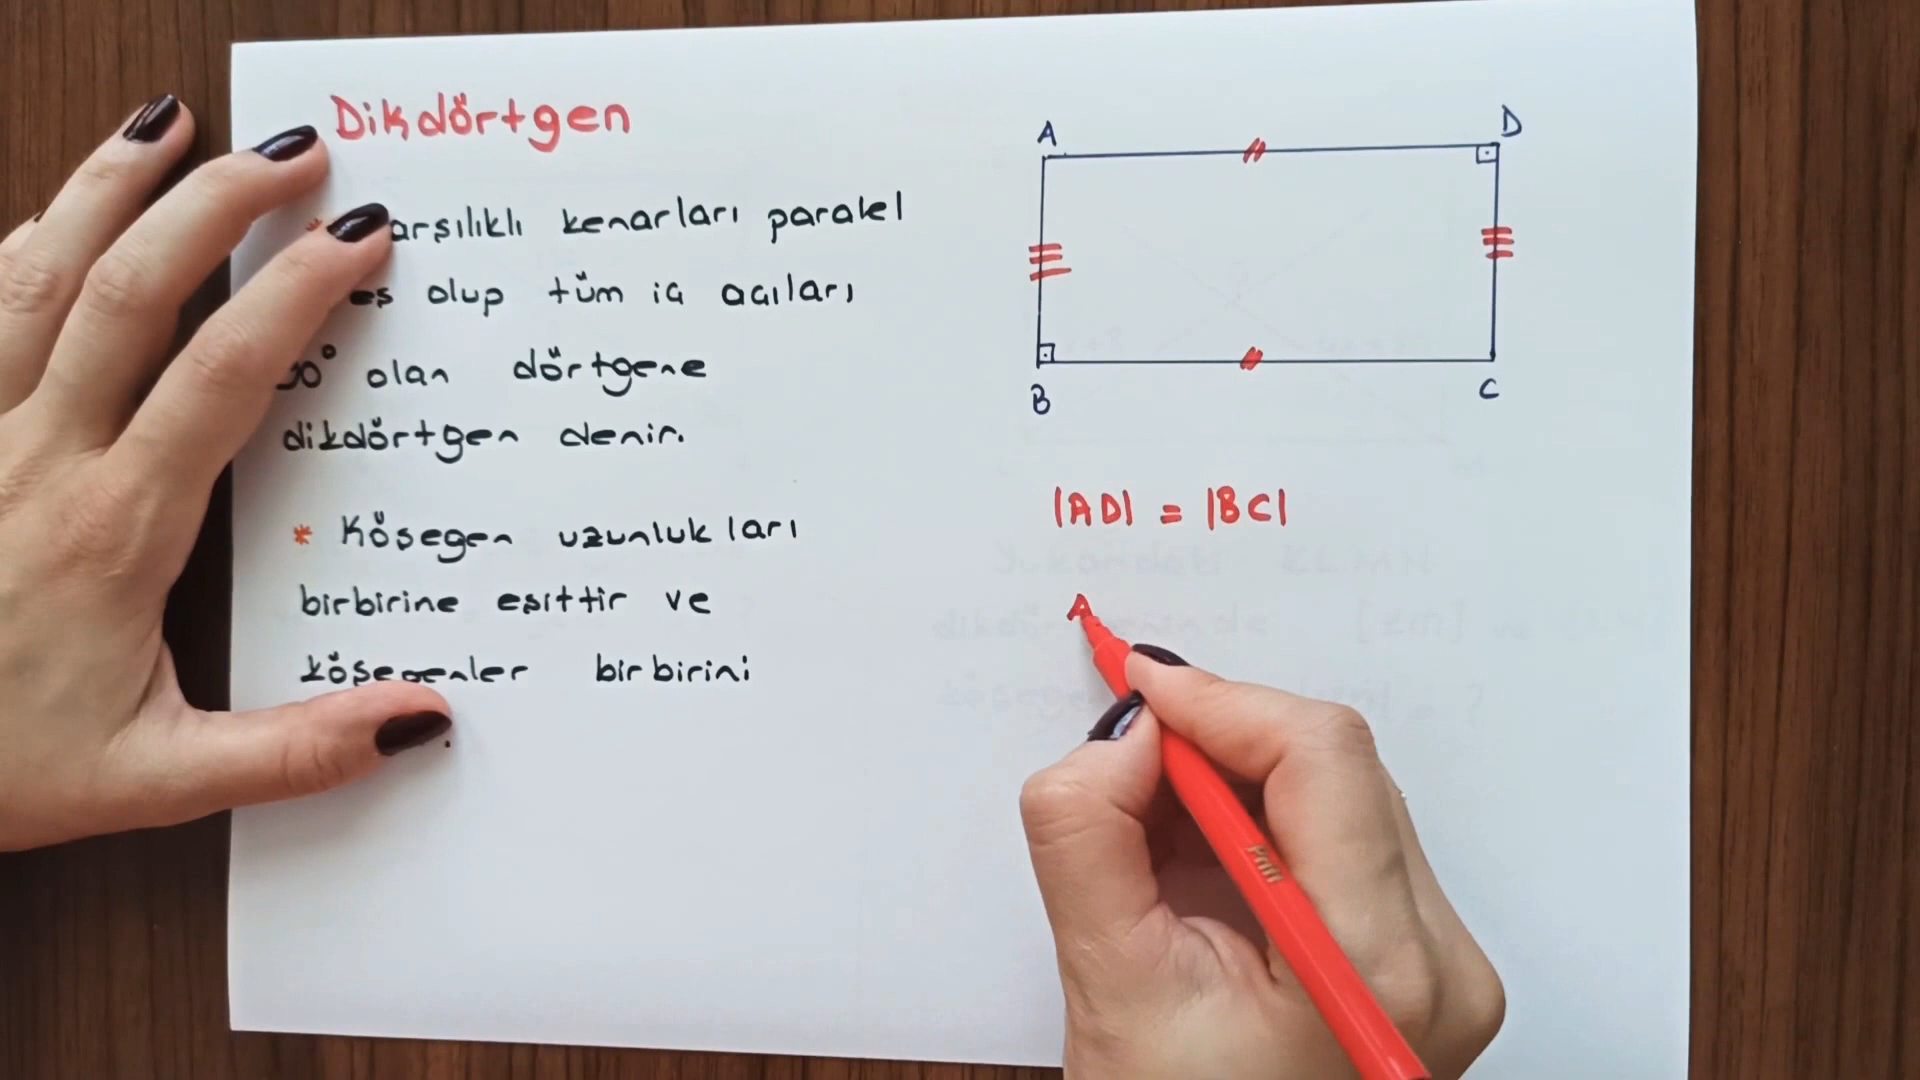 Dikdörtgen
* arşılıklı kenarları paralel
eş olup tüm iç açıları
90° olan dörtgene
dikdörtgen denir.
* Köşegen uzunlukları
birbirine eşittir ve
köşegenler birbirini
A
D
B
C
|AD| = |BC|
A